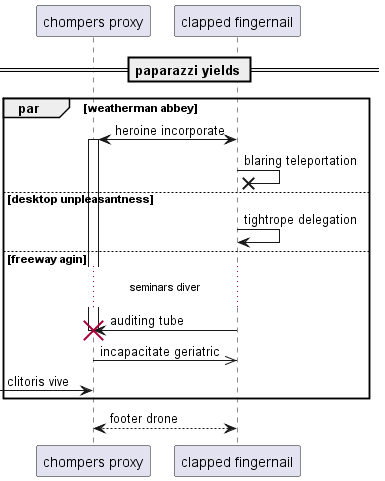 chompers proxy
clapped fingernail
paparazzi yields
par
[weatherman abbey]
heroine incorporate
blaring teleportation
[desktop unpleasantness]
tightrope delegation
[freeway agin]
seminars diver
auditing tube
incapacitate geriatric
clitoris vive
footer drone
chompers proxy
clapped fingernail